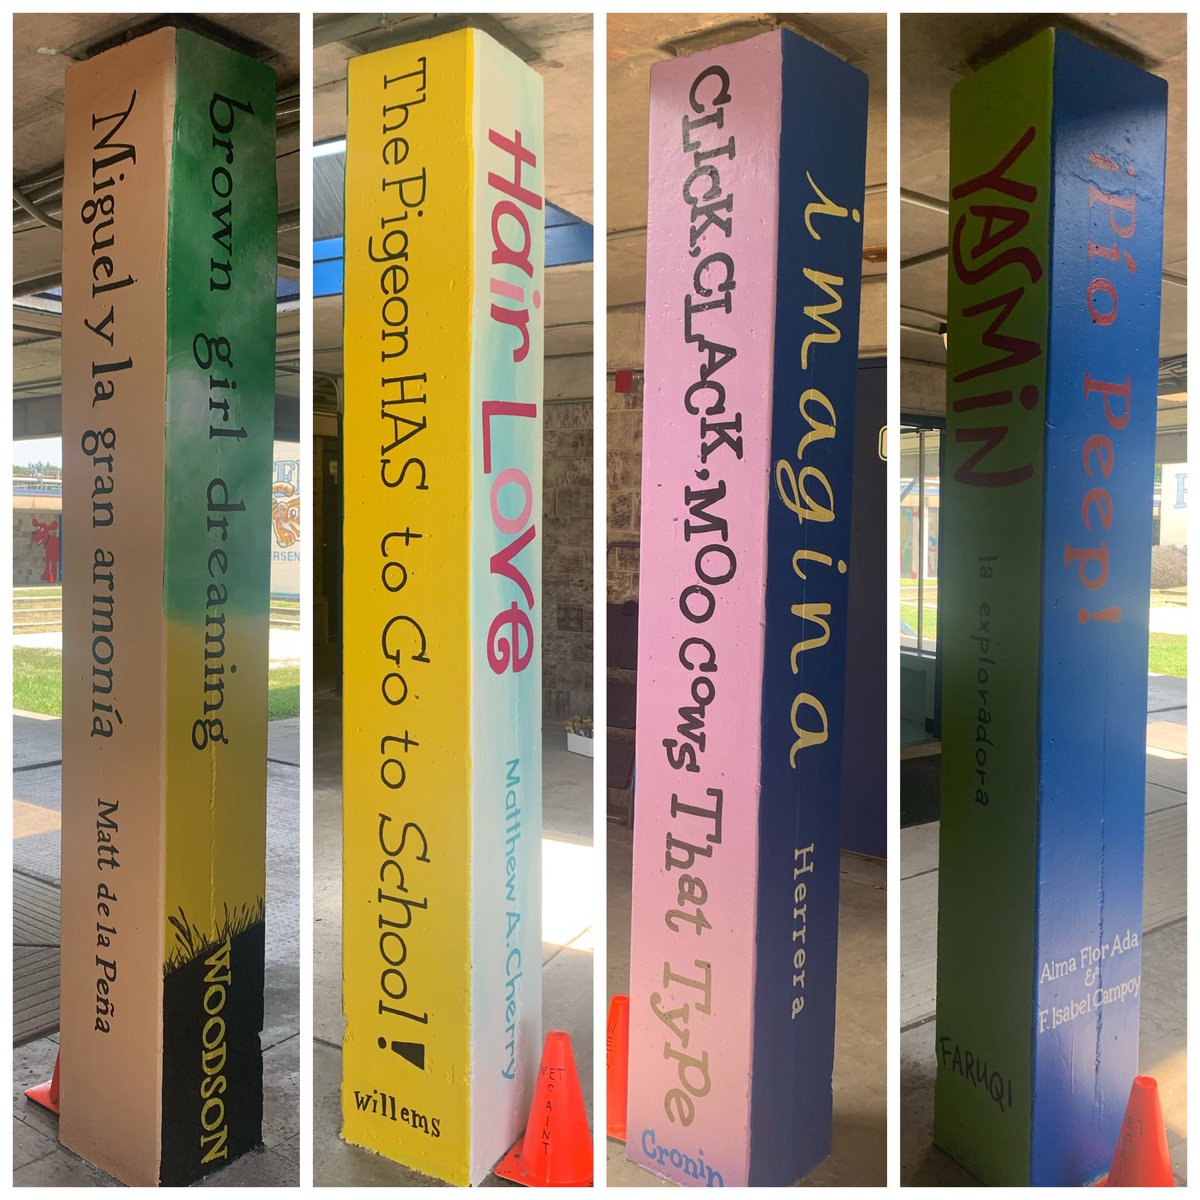 Miguel y la gran armonía Matt de la Peña
brown girl dreaming WOODSON
The Pigeon HAS to Go to School!
Willems
Hair Love Matthew A. Cherry
WET
PAINT
CLICK, CLACK, MOO COWS That Type
Cronin
imagina Herrera
YASMIN la exploradora FARUQI
¡Pío Peep!
Alma Flor Ada
&
F. Isabel Campoy